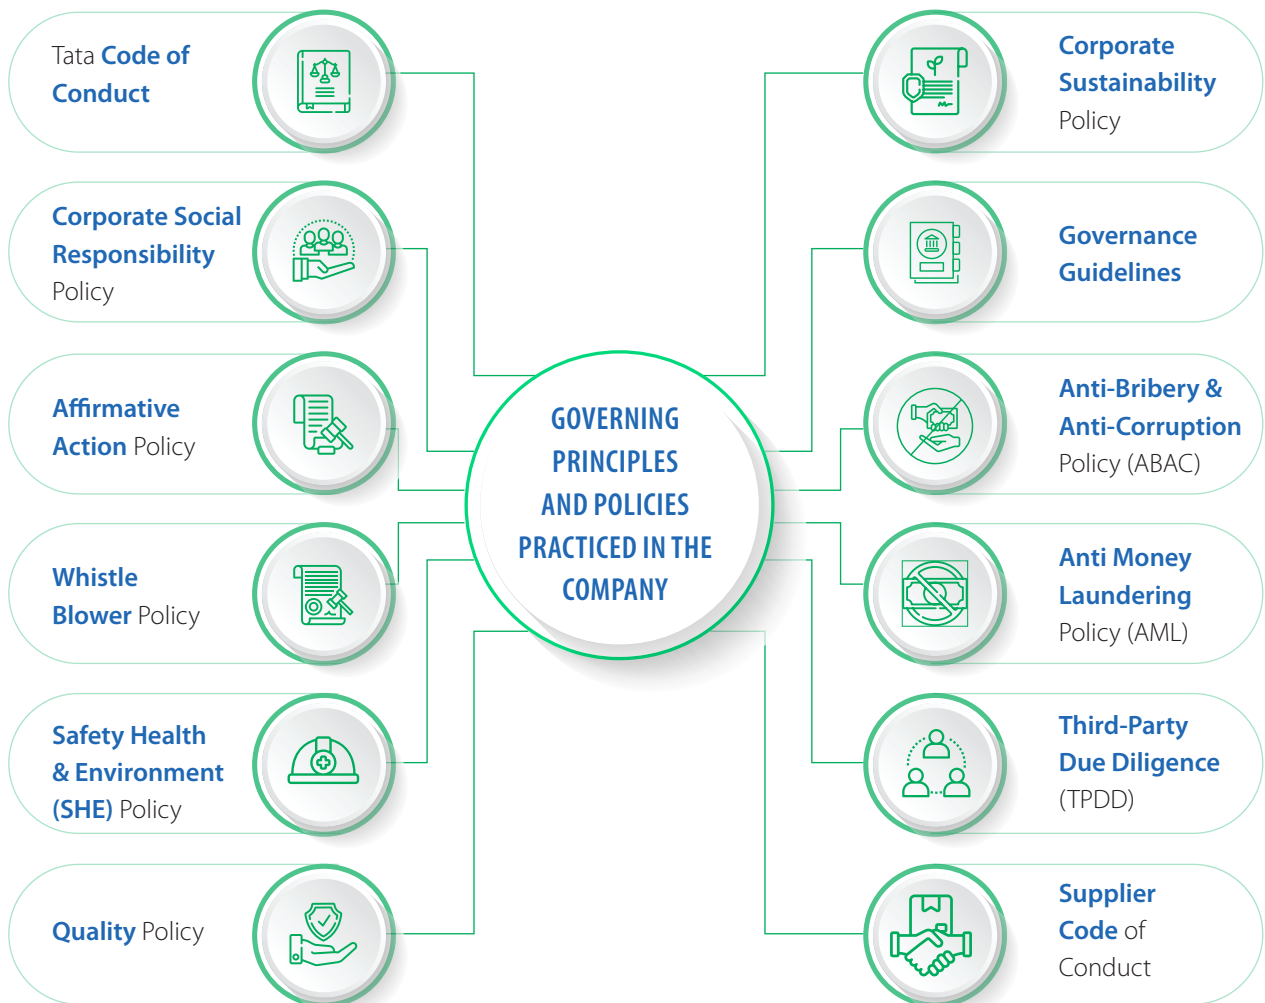 Tata Code of
Conduct
Corporate Social
Responsibility
Policy
Affirmative
Action Policy
Whistle
Blower Policy
Safety Health
& Environment
(SHE) Policy
Quality Policy
GOVERNING
PRINCIPLES
AND POLICIES
PRACTICED IN THE
COMPANY
Corporate
Sustainability
Policy
Governance
Guidelines
Anti-Bribery &
Anti-Corruption
Policy (ABAC)
Anti Money
Laundering
Policy (AML)
Third-Party
Due Diligence
(TPDD)
Supplier
Code of
Conduct